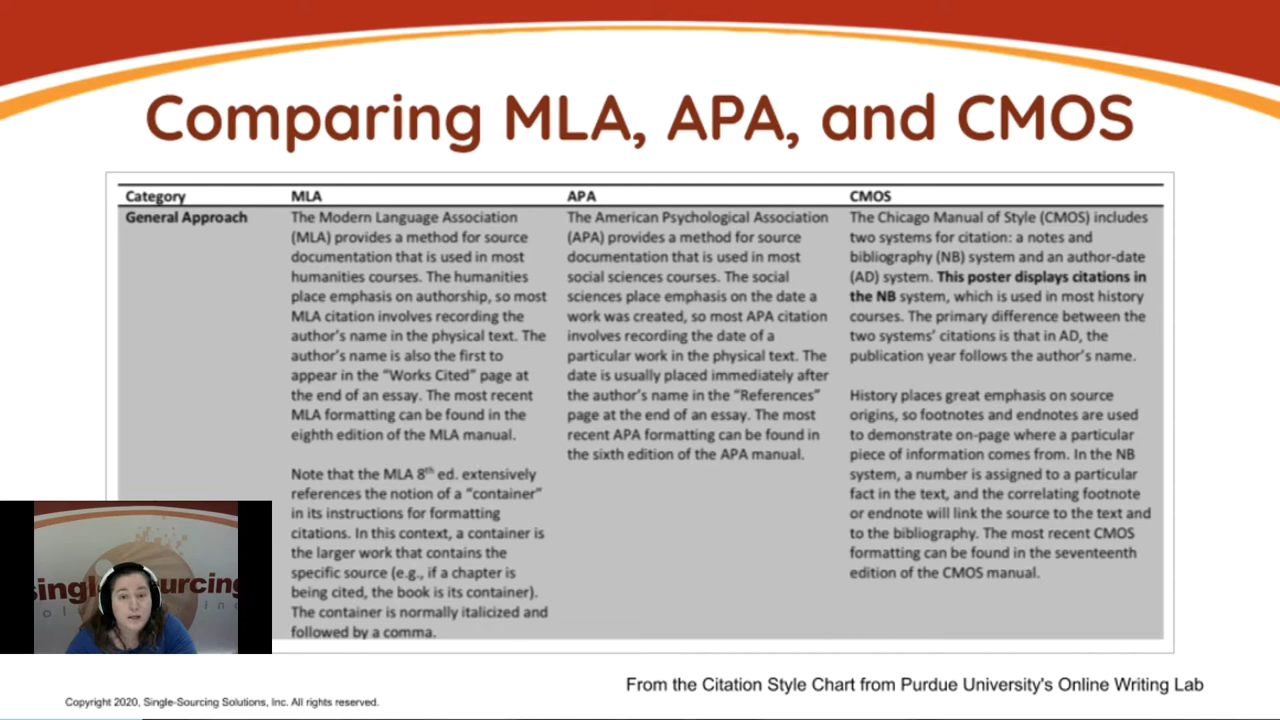 Comparing MLA, APA, and CMOS
Category MLA APA CMOS
General Approach
The Modern Language Association
(MLA) provides a method for source
documentation that is used in most
humanities courses. The humanities
place emphasis on authorship, so most
MLA citation involves recording the
author's name in the physical text. The
author's name is also the first to
appear in the “Works Cited” page at
the end of an essay. The most recent
MLA formatting can be found in the
eighth edition of the MLA manual.
Note that the MLA 8th ed. extensively
references the notion of a “container”
in its instructions for formatting
citations. In this context, a container is
the larger work that contains the
specific source (e.g., if a chapter is
being cited, the book is its container).
The container is normally italicized and
followed by a comma.
The American Psychological Association
(APA) provides a method for source
documentation that is used in most
social sciences courses. The social
sciences place emphasis on the date a
work was created, so most APA citation
involves recording the date of a
particular work in the physical text. The
date is usually placed immediately after
the author's name in the “References”
page at the end of an essay. The most
recent APA formatting can be found in
the sixth edition of the APA manual.
The Chicago Manual of Style (CMOS) includes
two systems for citation: a notes and
bibliography (NB) system and an author-date
(AD) system. This poster displays citations in
the NB system, which is used in most history
courses. The primary difference between the
two systems' citations is that in AD, the
publication year follows the author's name.
History places great emphasis on source
origins, so footnotes and endnotes are used
to demonstrate on-page where a particular
piece of information comes from. In the NB
system, a number is assigned to a particular
fact in the text, and the correlating footnote
or endnote will link the source to the text and
to the bibliography. The most recent CMOS
formatting can be found in the seventeenth
edition of the CMOS manual.
From the Citation Style Chart from Purdue University's Online Writing Lab
Copyright 2020, Single-Sourcing Solutions, Inc. All rights reserved.